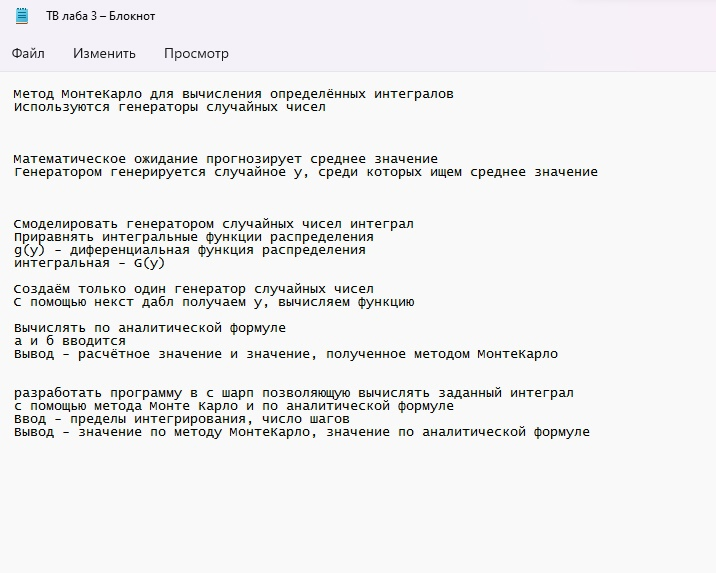 ТВ лаба 3 – Блокнот
Файл Изменить Просмотр
Метод МонтеКарло для вычисления определённых интегралов
Используются генераторы случайных чисел
Математическое ожидание прогнозирует среднее значение
Генератором генерируется случайное y, среди которых ищем среднее значение
Смоделировать генератором случайных чисел интеграл
Приравнять интегральные функции распределения
g(y) – диференциальная функция распределения
интегральная – G(y)
Создаём только один генератор случайных чисел
С помощью некст дабл получаем y, вычисляем функцию
Вычислять по аналитической формуле
а и б вводится
Вывод – расчётное значение и значение, полученное методом МонтеКарло
разработать программу в с шарп позволяющую вычислять заданный интеграл
с помощью метода Монте Карло и по аналитической формуле
Ввод – пределы интегрирования, число шагов
Вывод – значение по методу МонтеКарло, значение по аналитической формуле